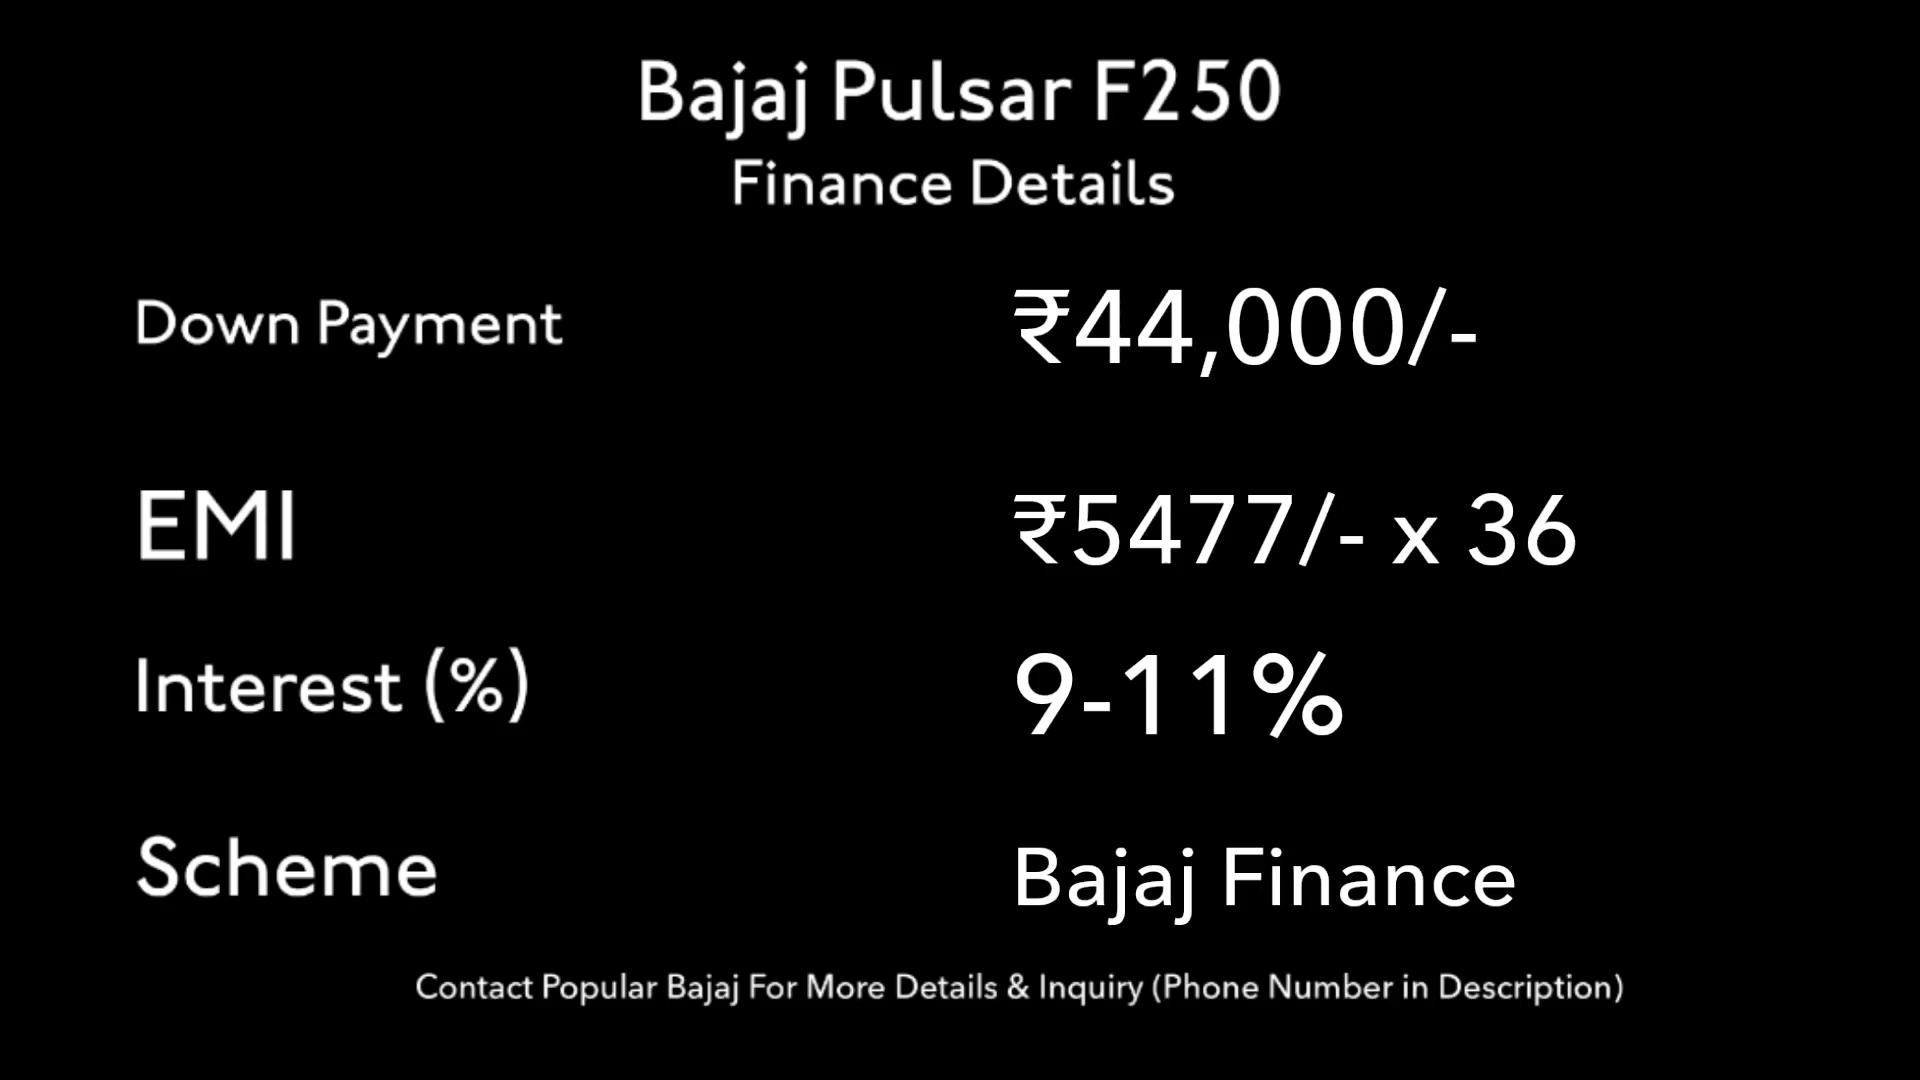 Bajaj Pulsar F250
Finance Details
Down Payment ₹44,000/-
EMI ₹5477/- x 36
Interest (%) 9-11%
Scheme Bajaj Finance
Contact Popular Bajaj For More Details & Inquiry (Phone Number in Description)